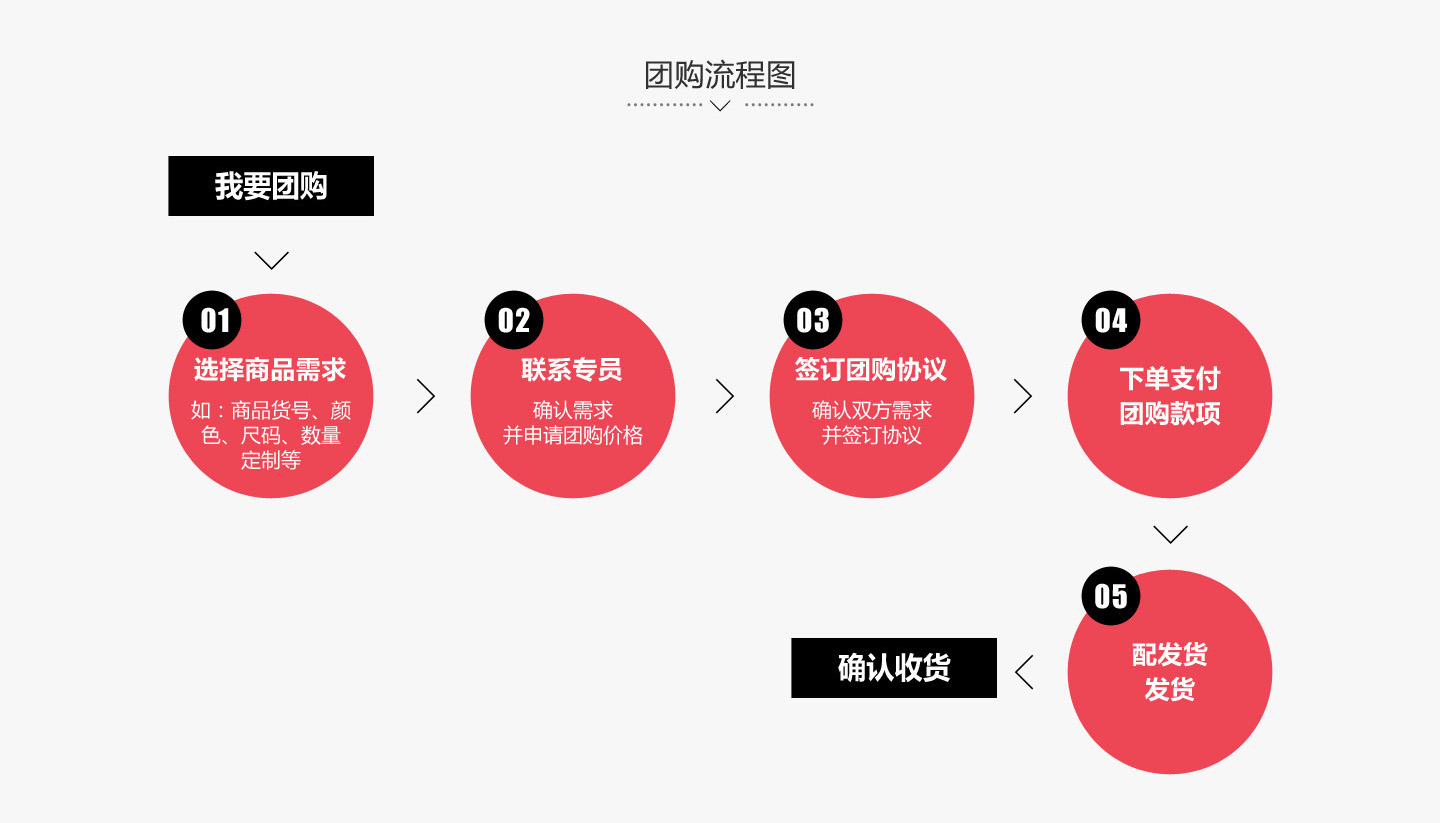 团购流程图
我要团购
01
选择商品需求
如：商品货号、颜
色、尺码、数量
定制等
02
联系专员
确认需求
并申请团购价格
03
签订团购协议
确认双方需求
并签订协议
04
下单支付
团购款项
05
配发货
发货
确认收货